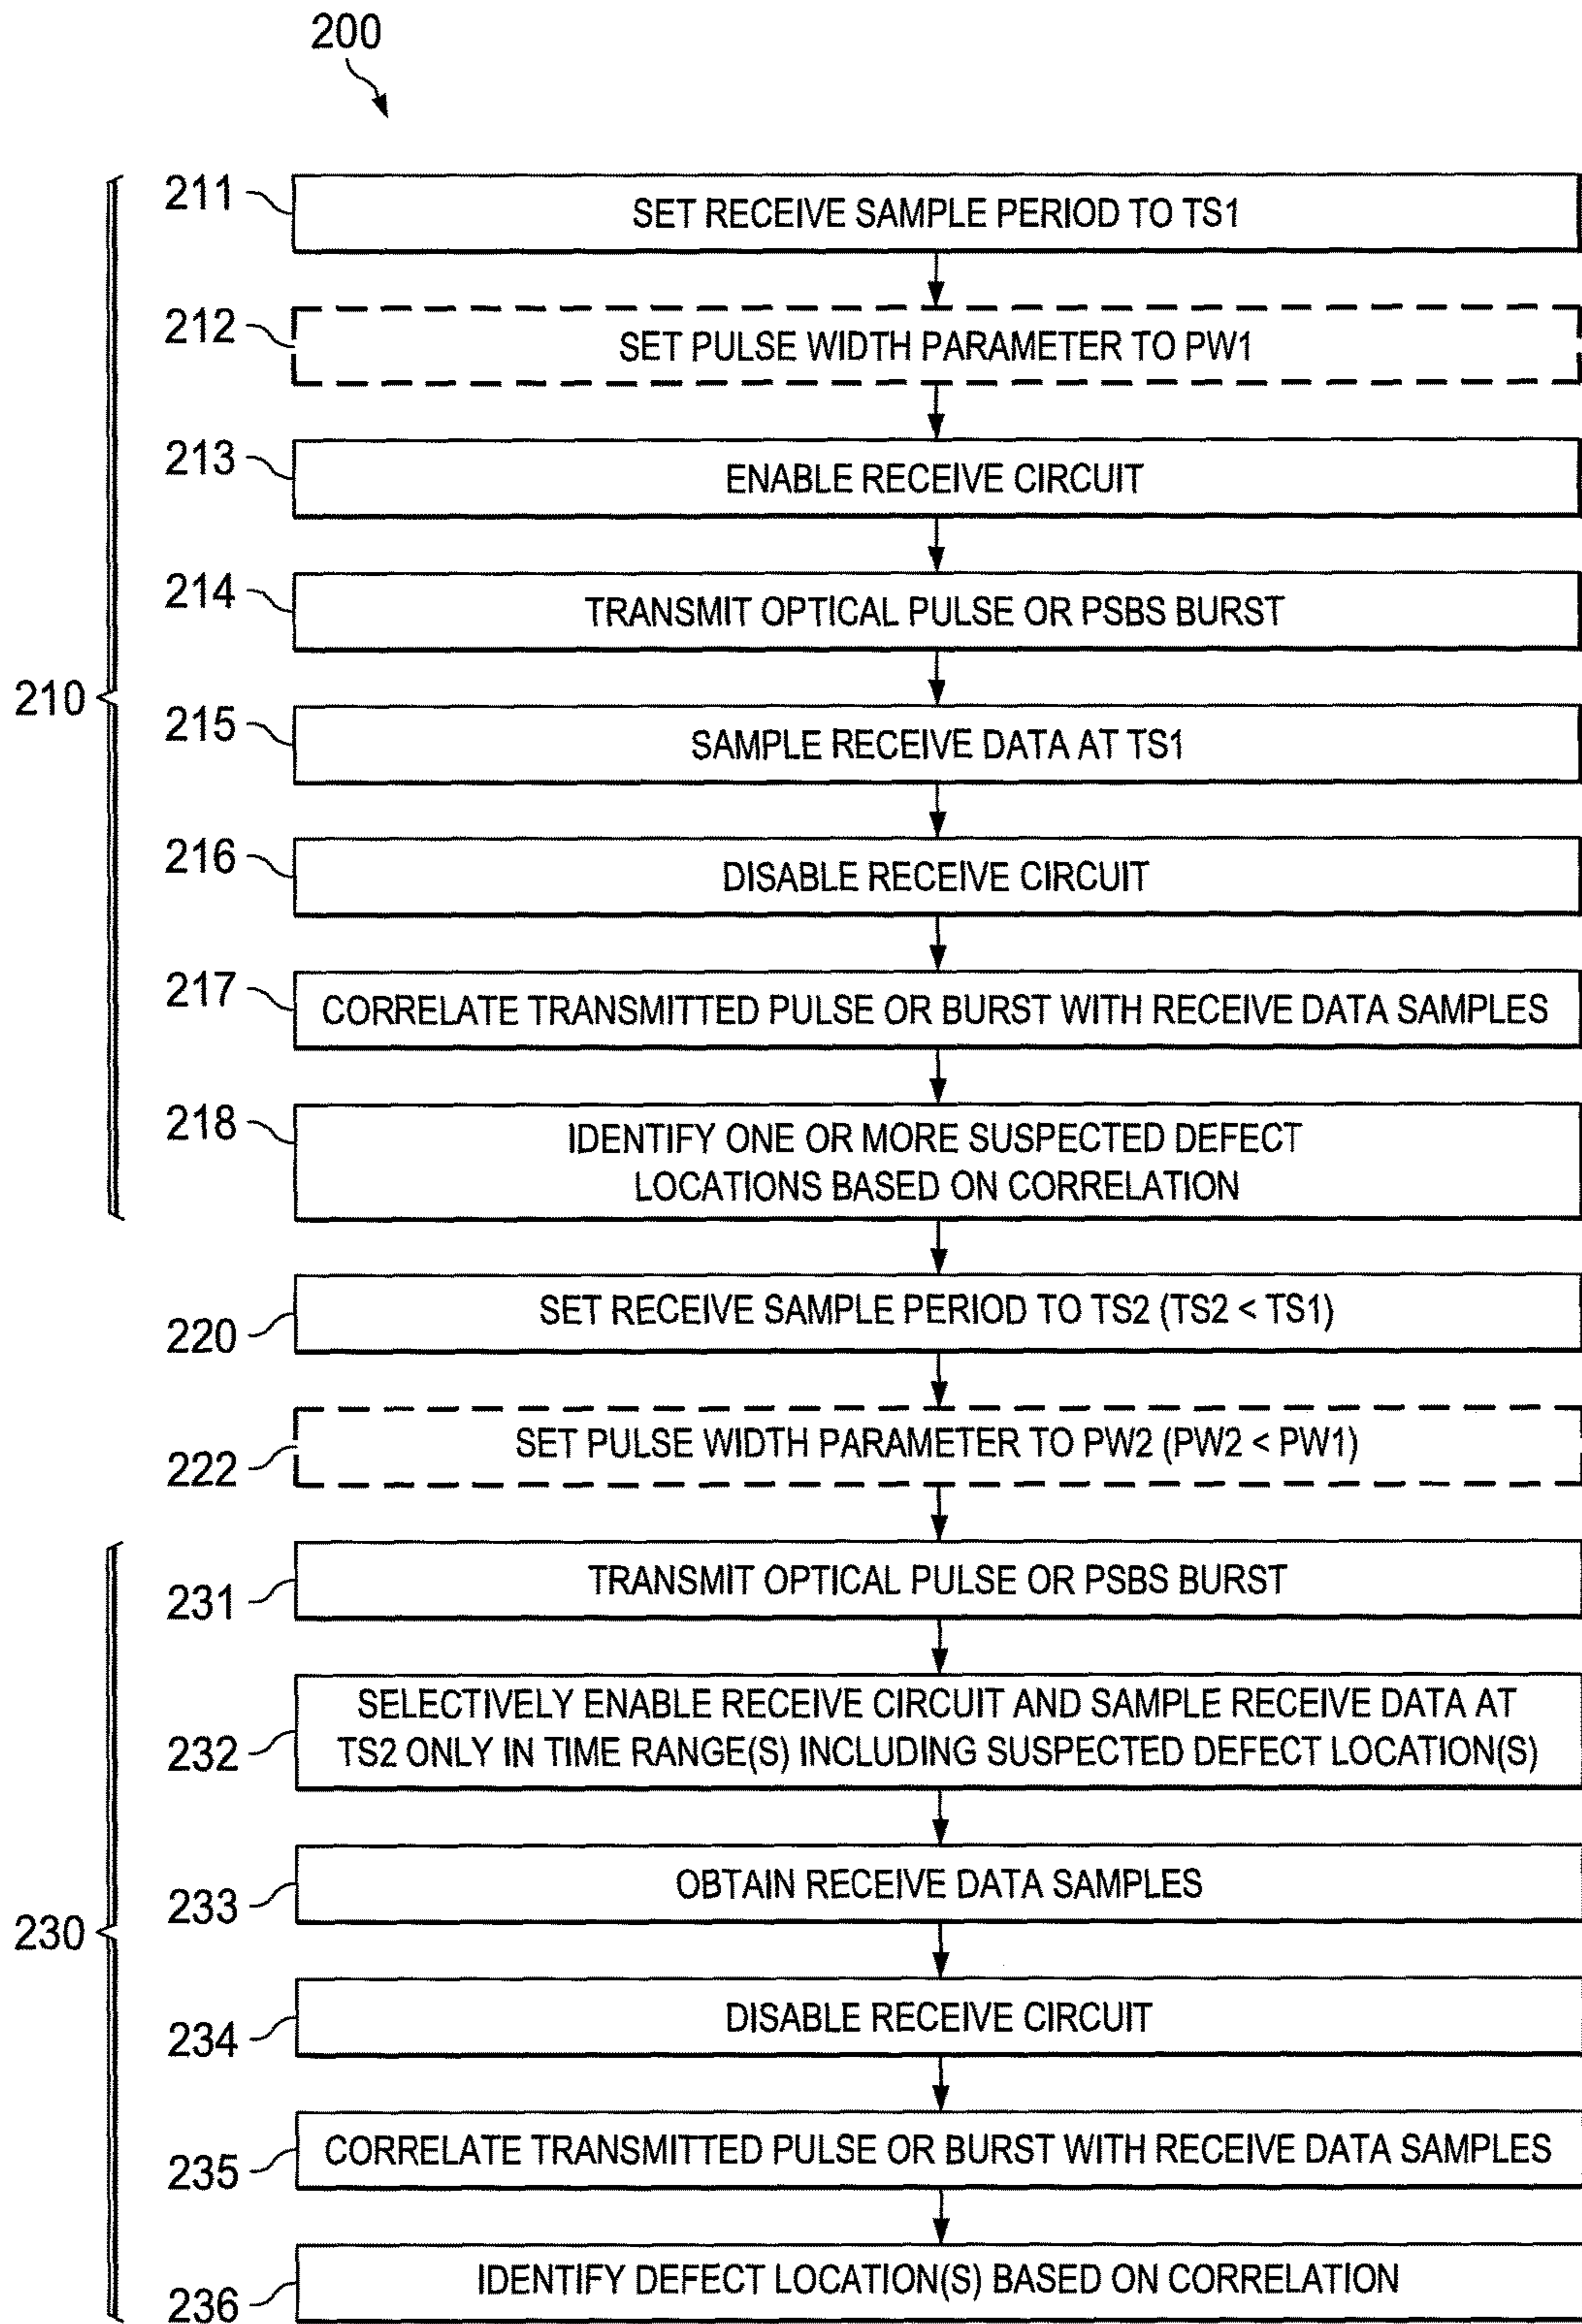 200
211
SET RECEIVE SAMPLE PERIOD TO TS1
212
SET PULSE WIDTH PARAMETER TO PW1
213
ENABLE RECEIVE CIRCUIT
214
TRANSMIT OPTICAL PULSE OR PSBS BURST
210
215
SAMPLE RECEIVE DATA AT TS1
216
DISABLE RECEIVE CIRCUIT
217
CORRELATE TRANSMITTED PULSE OR BURST WITH RECEIVE DATA SAMPLES
218
IDENTIFY ONE OR MORE SUSPECTED DEFECT
LOCATIONS BASED ON CORRELATION
220
SET RECEIVE SAMPLE PERIOD TO TS2 (TS2 < TS1)
222
SET PULSE WIDTH PARAMETER TO PW2 (PW2 < PW1)
231
TRANSMIT OPTICAL PULSE OR PSBS BURST
232
SELECTIVELY ENABLE RECEIVE CIRCUIT AND SAMPLE RECEIVE DATA AT
TS2 ONLY IN TIME RANGE(S) INCLUDING SUSPECTED DEFECT LOCATION(S)
230
233
OBTAIN RECEIVE DATA SAMPLES
234
DISABLE RECEIVE CIRCUIT
235
CORRELATE TRANSMITTED PULSE OR BURST WITH RECEIVE DATA SAMPLES
236
IDENTIFY DEFECT LOCATION(S) BASED ON CORRELATION